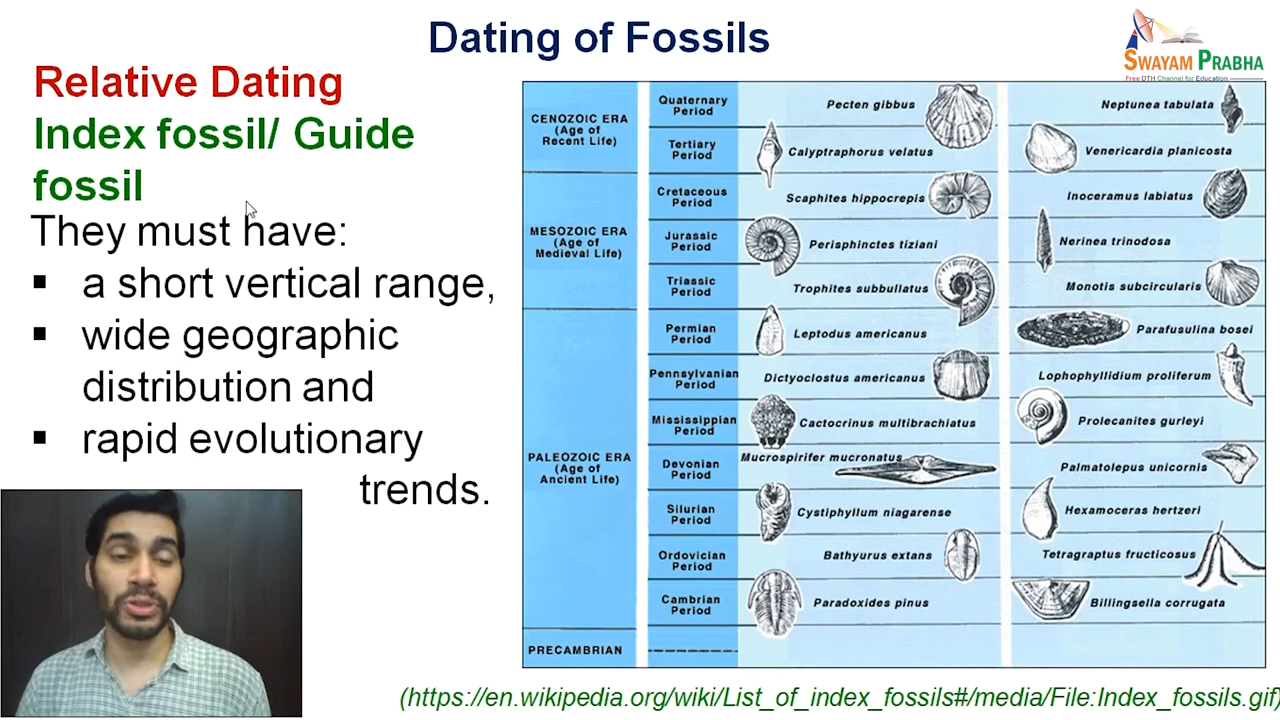 Dating of Fossils
SWAYAM PRABHA
Free DTH Channel for Education
Relative Dating
Index fossil/ Guide
fossil
They must have:
▪ a short vertical range,
▪ wide geographic
distribution and
▪ rapid evolutionary
trends.
CENOZOIC ERA
(Age of
Recent Life)
Quaternary
Period
Pecten gibbus
Neptunea tabulata
Tertiary
Period
Calyptraphorus velatus
Venericardia planicosta
MESOZOIC ERA
(Age of
Medieval Life)
Cretaceous
Period
Scaphites hippocrepis
Inoceramus labiatus
Jurassic
Period
Perisphinctes tiziani
Nerinea trinodosa
Triassic
Period
Trophites subbullatus
Monotis subcircularis
PALEOZOIC ERA
(Age of
Ancient Life)
Permian
Period
Leptodus americanus
Parafusulina bosei
Pennsylvanian
Period
Dictyoclostus americanus
Lophophyllidium proliferum
Mississippian
Period
Cactocrinus multibrachiatus
Prolecanites gurleyi
Devonian
Period
Mucrospirifer mucronatus
Palmatolepus unicornis
Silurian
Period
Cystiphyllum niagarense
Hexamoceras hertzeri
Ordovician
Period
Bathyurus extans
Tetragraptus fructicosus
Cambrian
Period
Paradoxides pinus
Billingsella corrugata
PRECAMBRIAN
(https://en.wikipedia.org/wiki/List_of_index_fossils#/media/File:Index_fossils.gif)